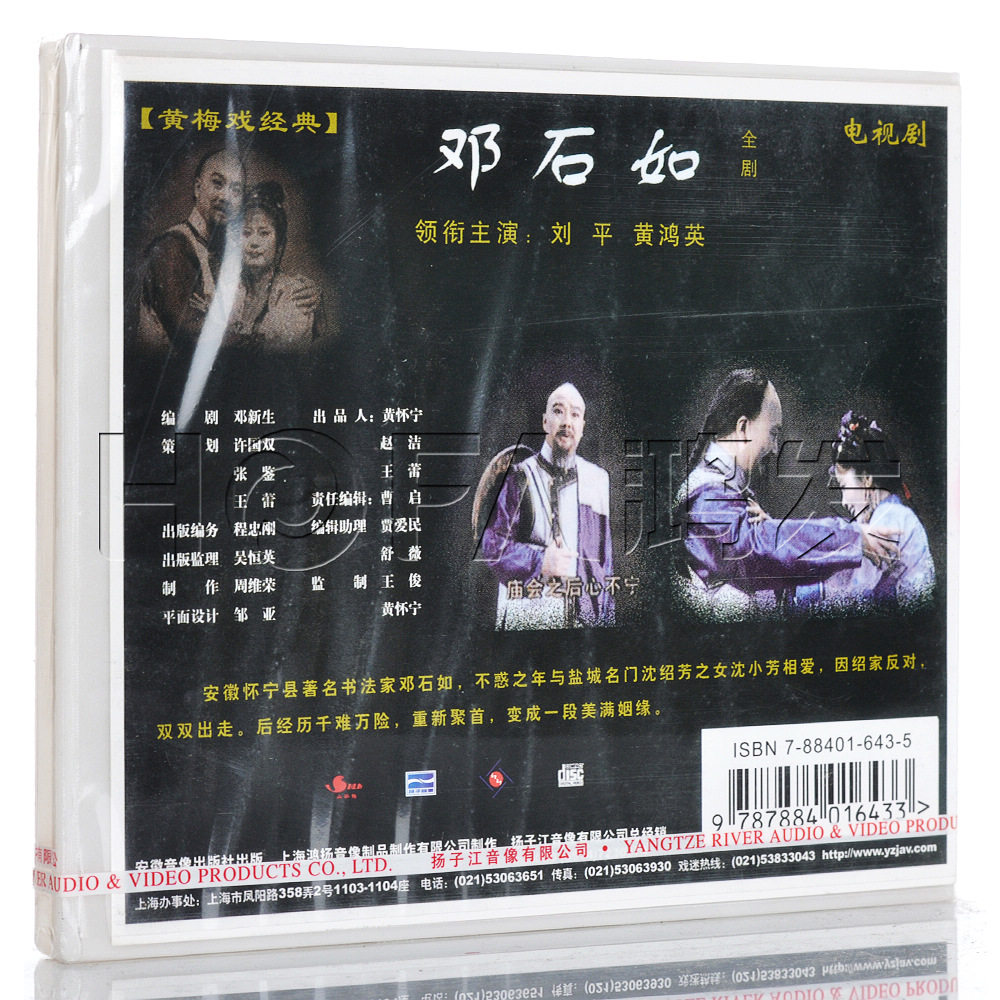 【黄梅戏经典】
邓石如
全剧
电视剧
领衔主演：刘 平 黄鸿英
编 剧 邓新生 出 品 人：黄怀宁
策 划 许国双 赵 洁
张 鉴 王 蕾
王 蕾 责任编辑：曹 启
出版编务 程忠刚 编辑助理 贾爱民
出版监理 吴恒英 舒 薇
制 作 周维荣 监 制 王 俊
平面设计 邹 亚 黄怀宁
庙会之后心不宁
H@FA鸿发
安徽怀宁县著名书法家邓石如，不惑之年与盐城名门沈绍芳之女沈小芳相爱，因绍家反对，
双双出走。后经历千难万险，重新聚首，变成一段美满姻缘。
ISBN 7-88401-643-5
9 787884 016433 >
disc
安徽音像出版社出版 上海鸿扬音像制品制作有限公司制作 扬子江音像有限公司总经销
VER AUDIO & VIDEO PRODUCTS CO., LTD. 扬子江音像有限公司 • YANGTZE RIVER AUDIO & VIDEO PRODU
上海办事处：上海市凤阳路358弄2号1103-1104座 电话：(021)53063651 传真：(021)53063930 戏迷热线：(021)53833043 http://www.yzjav.com